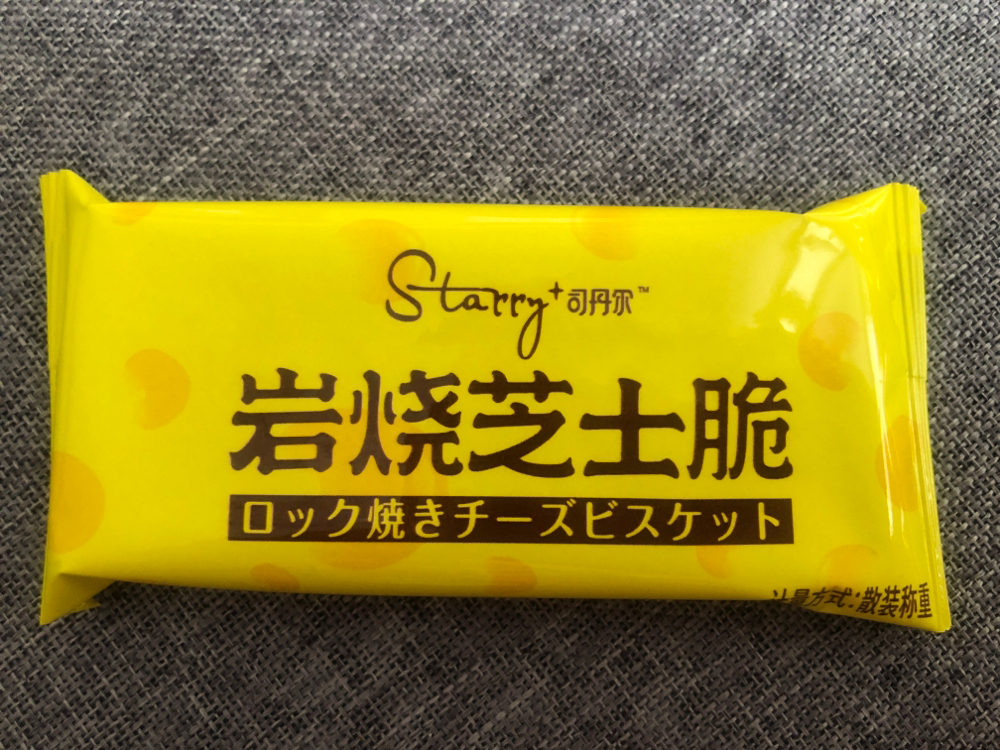 Starry+司丹尔™
岩烧芝士脆
ロック焼きチーズビスケット
计量方式:散装称重